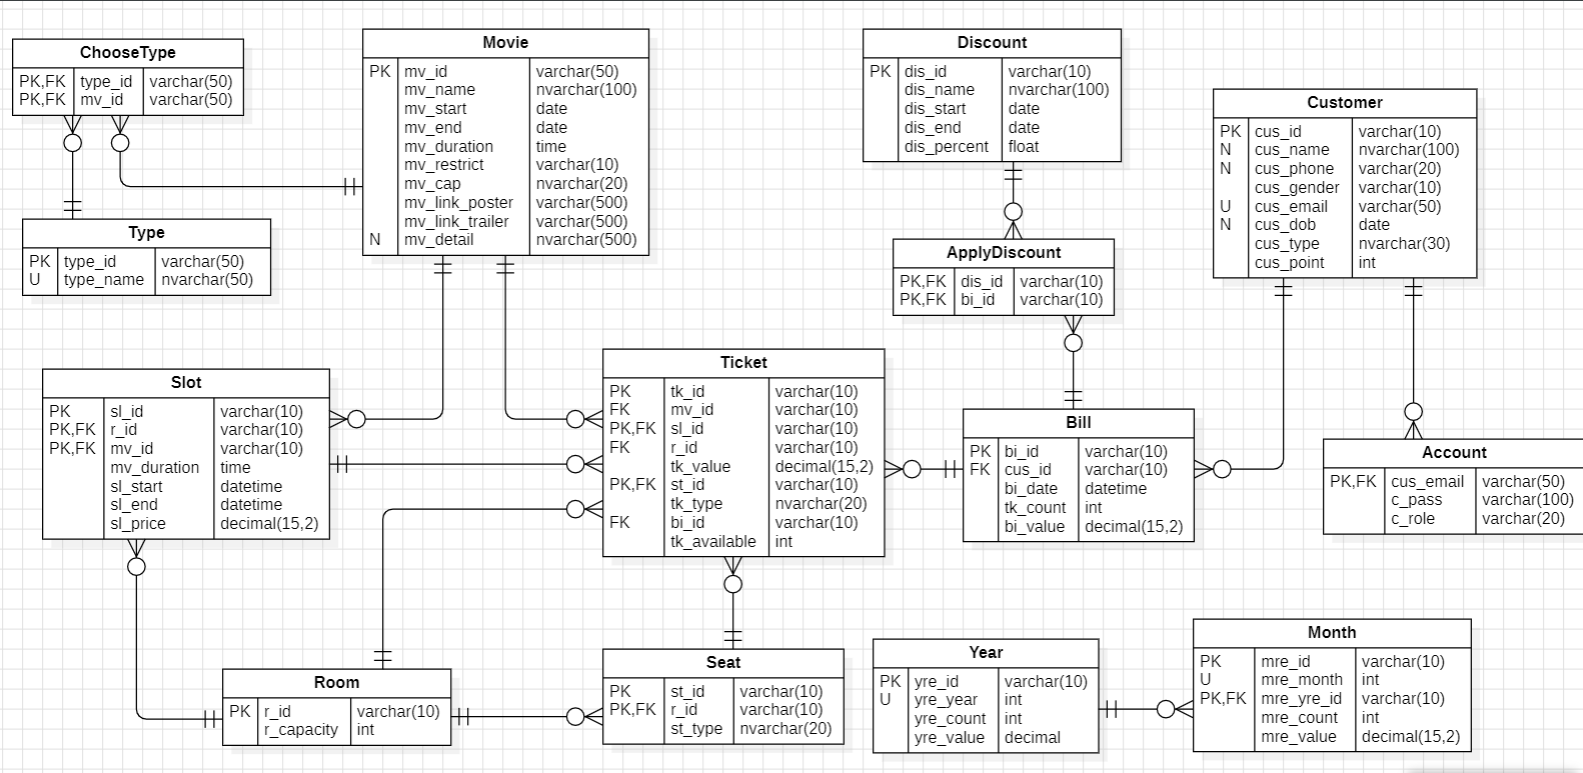 ChooseType
PK,FK type_id varchar(50)
PK,FK mv_id varchar(50)
Type
PK type_id varchar(50)
U type_name nvarchar(50)
Movie
PK mv_id varchar(50)
mv_name nvarchar(100)
mv_start date
mv_end date
mv_duration time
mv_restrict varchar(10)
mv_cap nvarchar(20)
mv_link_poster varchar(500)
mv_link_trailer varchar(500)
N mv_detail nvarchar(500)
Discount
PK dis_id varchar(10)
dis_name nvarchar(100)
dis_start date
dis_end date
dis_percent float
ApplyDiscount
PK,FK dis_id varchar(10)
PK,FK bi_id varchar(10)
Customer
PK cus_id varchar(10)
N cus_name nvarchar(100)
N cus_phone varchar(20)
cus_gender varchar(10)
U cus_email varchar(50)
N cus_dob date
cus_type nvarchar(30)
cus_point int
Slot
PK sl_id varchar(10)
PK,FK r_id varchar(10)
PK,FK mv_id varchar(10)
mv_duration time
sl_start datetime
sl_end datetime
sl_price decimal(15,2)
Ticket
PK tk_id varchar(10)
FK mv_id varchar(10)
PK,FK sl_id varchar(10)
FK r_id varchar(10)
tk_value decimal(15,2)
PK,FK st_id varchar(10)
tk_type nvarchar(20)
FK bi_id varchar(10)
tk_available int
Bill
PK bi_id varchar(10)
FK cus_id varchar(10)
bi_date datetime
tk_count int
bi_value decimal(15,2)
Account
PK,FK cus_email varchar(50)
c_pass varchar(100)
c_role varchar(20)
Room
PK r_id varchar(10)
r_capacity int
Seat
PK st_id varchar(10)
PK,FK r_id varchar(10)
st_type nvarchar(20)
Year
PK yre_id varchar(10)
U yre_year int
yre_count int
yre_value decimal
Month
PK mre_id varchar(10)
U mre_month int
PK,FK mre_yre_id varchar(10)
mre_count int
mre_value decimal(15,2)